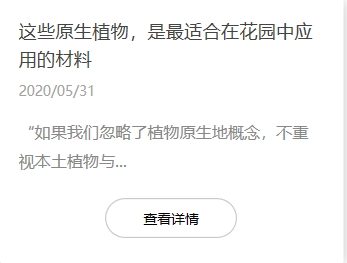 这些原生植物，是最适合在花园中应
用的材料
2020/05/31
“如果我们忽略了植物原生地概念，不重
视本土植物与...
查看详情